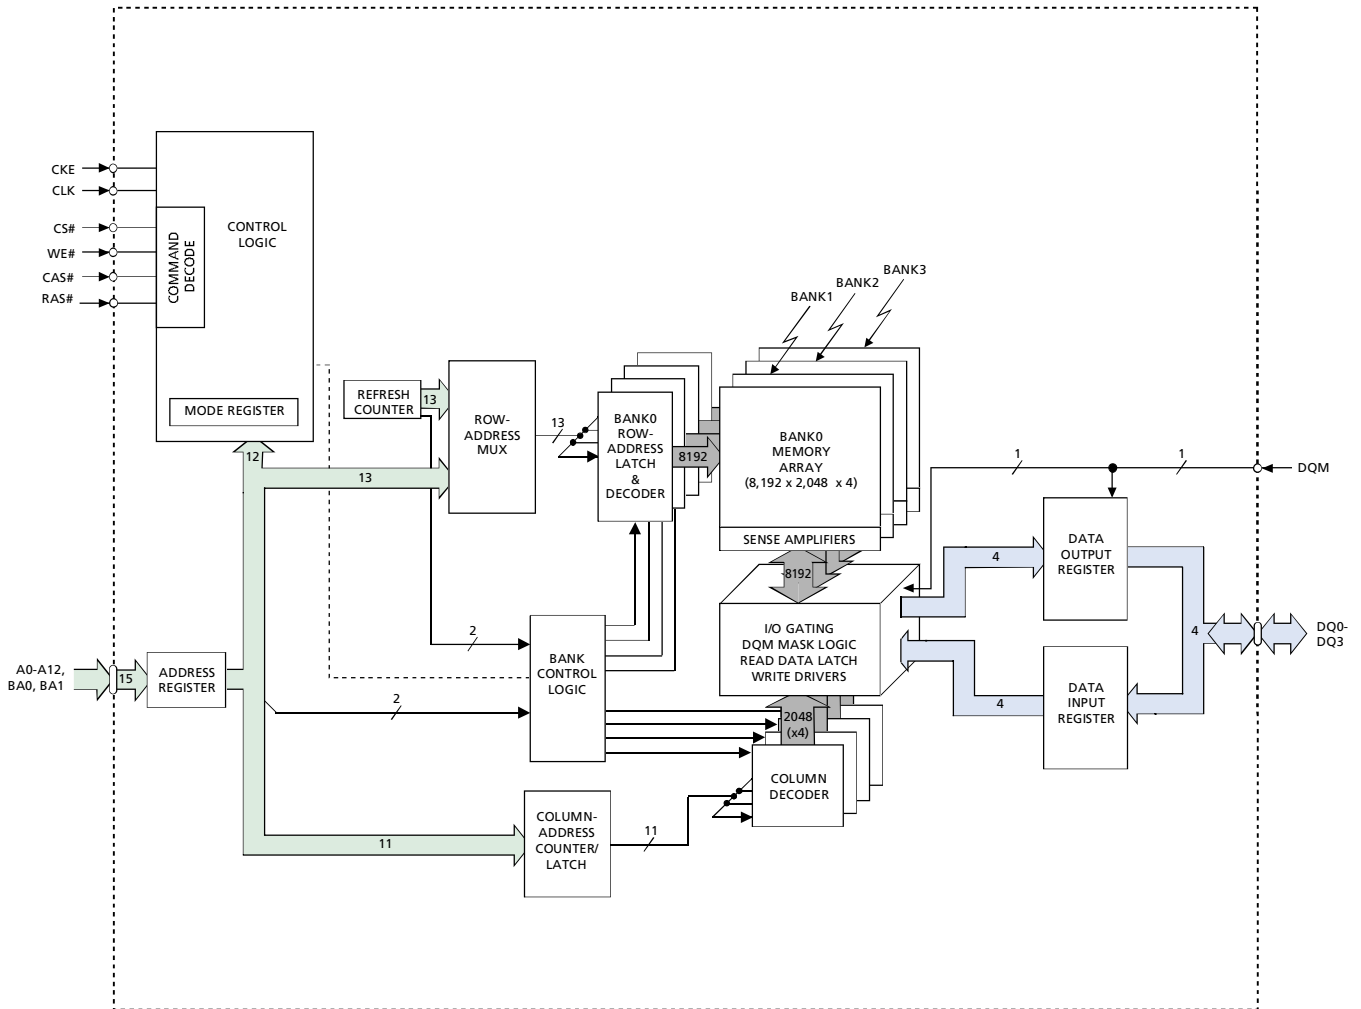 CKE
CLK
CS#
WE#
CAS#
RAS#
COMMAND
DECODE
CONTROL
LOGIC
MODE REGISTER
12
REFRESH
COUNTER
13
13
ROW-
ADDRESS
MUX
13
BANK0
ROW-
ADDRESS
LATCH
&
DECODER
8192
BANK1
BANK2
BANK3
BANK0
MEMORY
ARRAY
(8,192 x 2,048 x 4)
SENSE AMPLIFIERS
8192
I/O GATING
DQM MASK LOGIC
READ DATA LATCH
WRITE DRIVERS
2048
(x4)
COLUMN
DECODER
1
1
DQM
4
DATA
OUTPUT
REGISTER
4
DQ0-
DQ3
4
DATA
INPUT
REGISTER
A0-A12,
BA0, BA1
15
ADDRESS
REGISTER
2
2
BANK
CONTROL
LOGIC
11
COLUMN-
ADDRESS
COUNTER/
LATCH
11